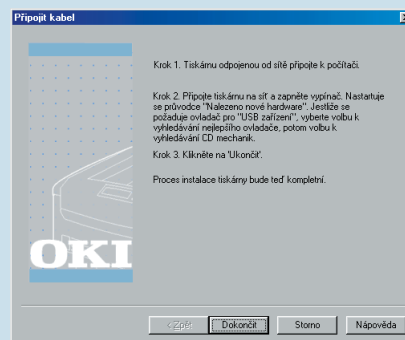 Připojit kabel
Krok 1. Tiskárnu odpojenou od sítě připojte k počítači.
Krok 2. Připojte tiskárnu na síť a zapněte vypínač. Nastartuje
se průvodce "Nalezeno nové hardware". Jestliže se
požaduje ovladač pro "USB zařízení", vyberte volbu k
vyhledávání nejlepšího ovladače, potom volbu k
vyhledávání CD mechanik.
Krok 3. Klikněte na 'Ukončit'.
Proces instalace tiskárny bude teď kompletní.
OKI
< Zpět
Dokončit
Storno
Nápověda